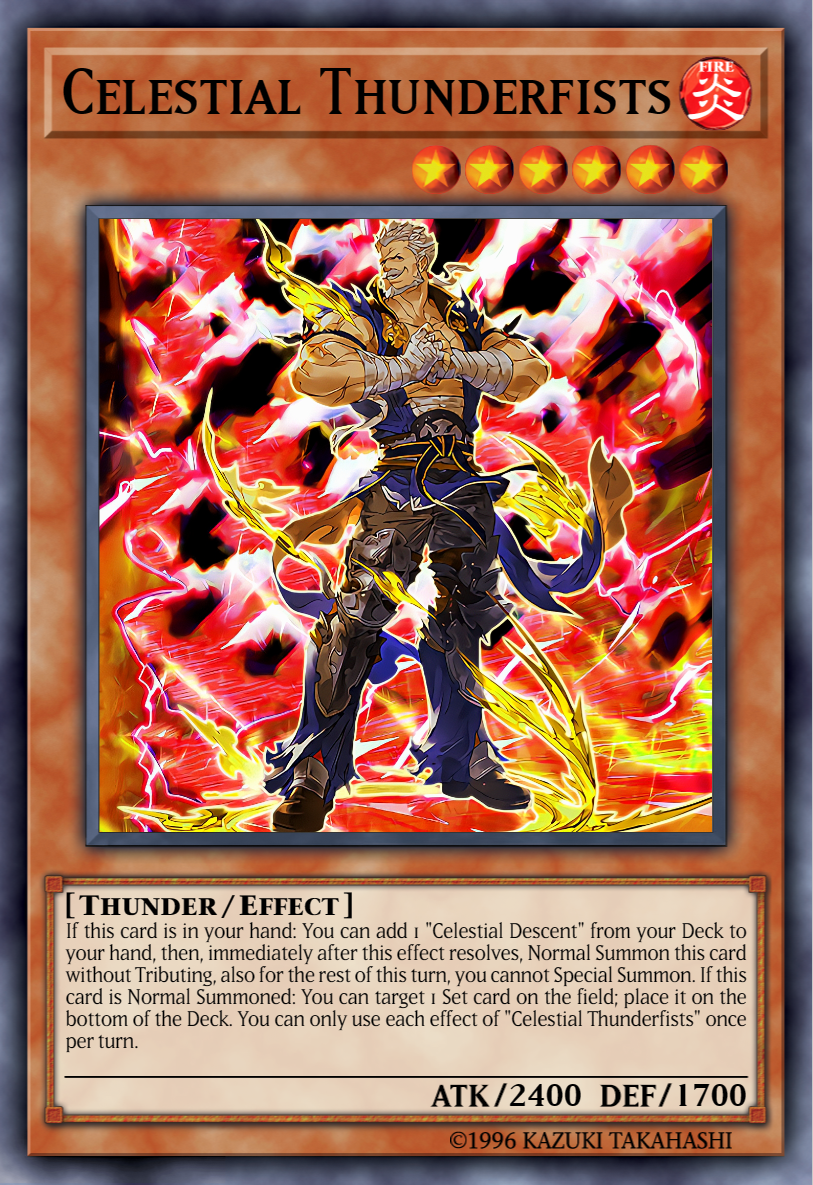 Celestial Thunderfists
FIRE
炎
[Thunder/Effect]
If this card is in your hand: You can add 1 "Celestial Descent" from your Deck to
your hand, then, immediately after this effect resolves, Normal Summon this card
without Tributing, also for the rest of this turn, you cannot Special Summon. If this
card is Normal Summoned: You can target 1 Set card on the field; place it on the
bottom of the Deck. You can only use each effect of "Celestial Thunderfists" once
per turn.
ATK/2400 DEF/1700
©1996 KAZUKI TAKAHASHI